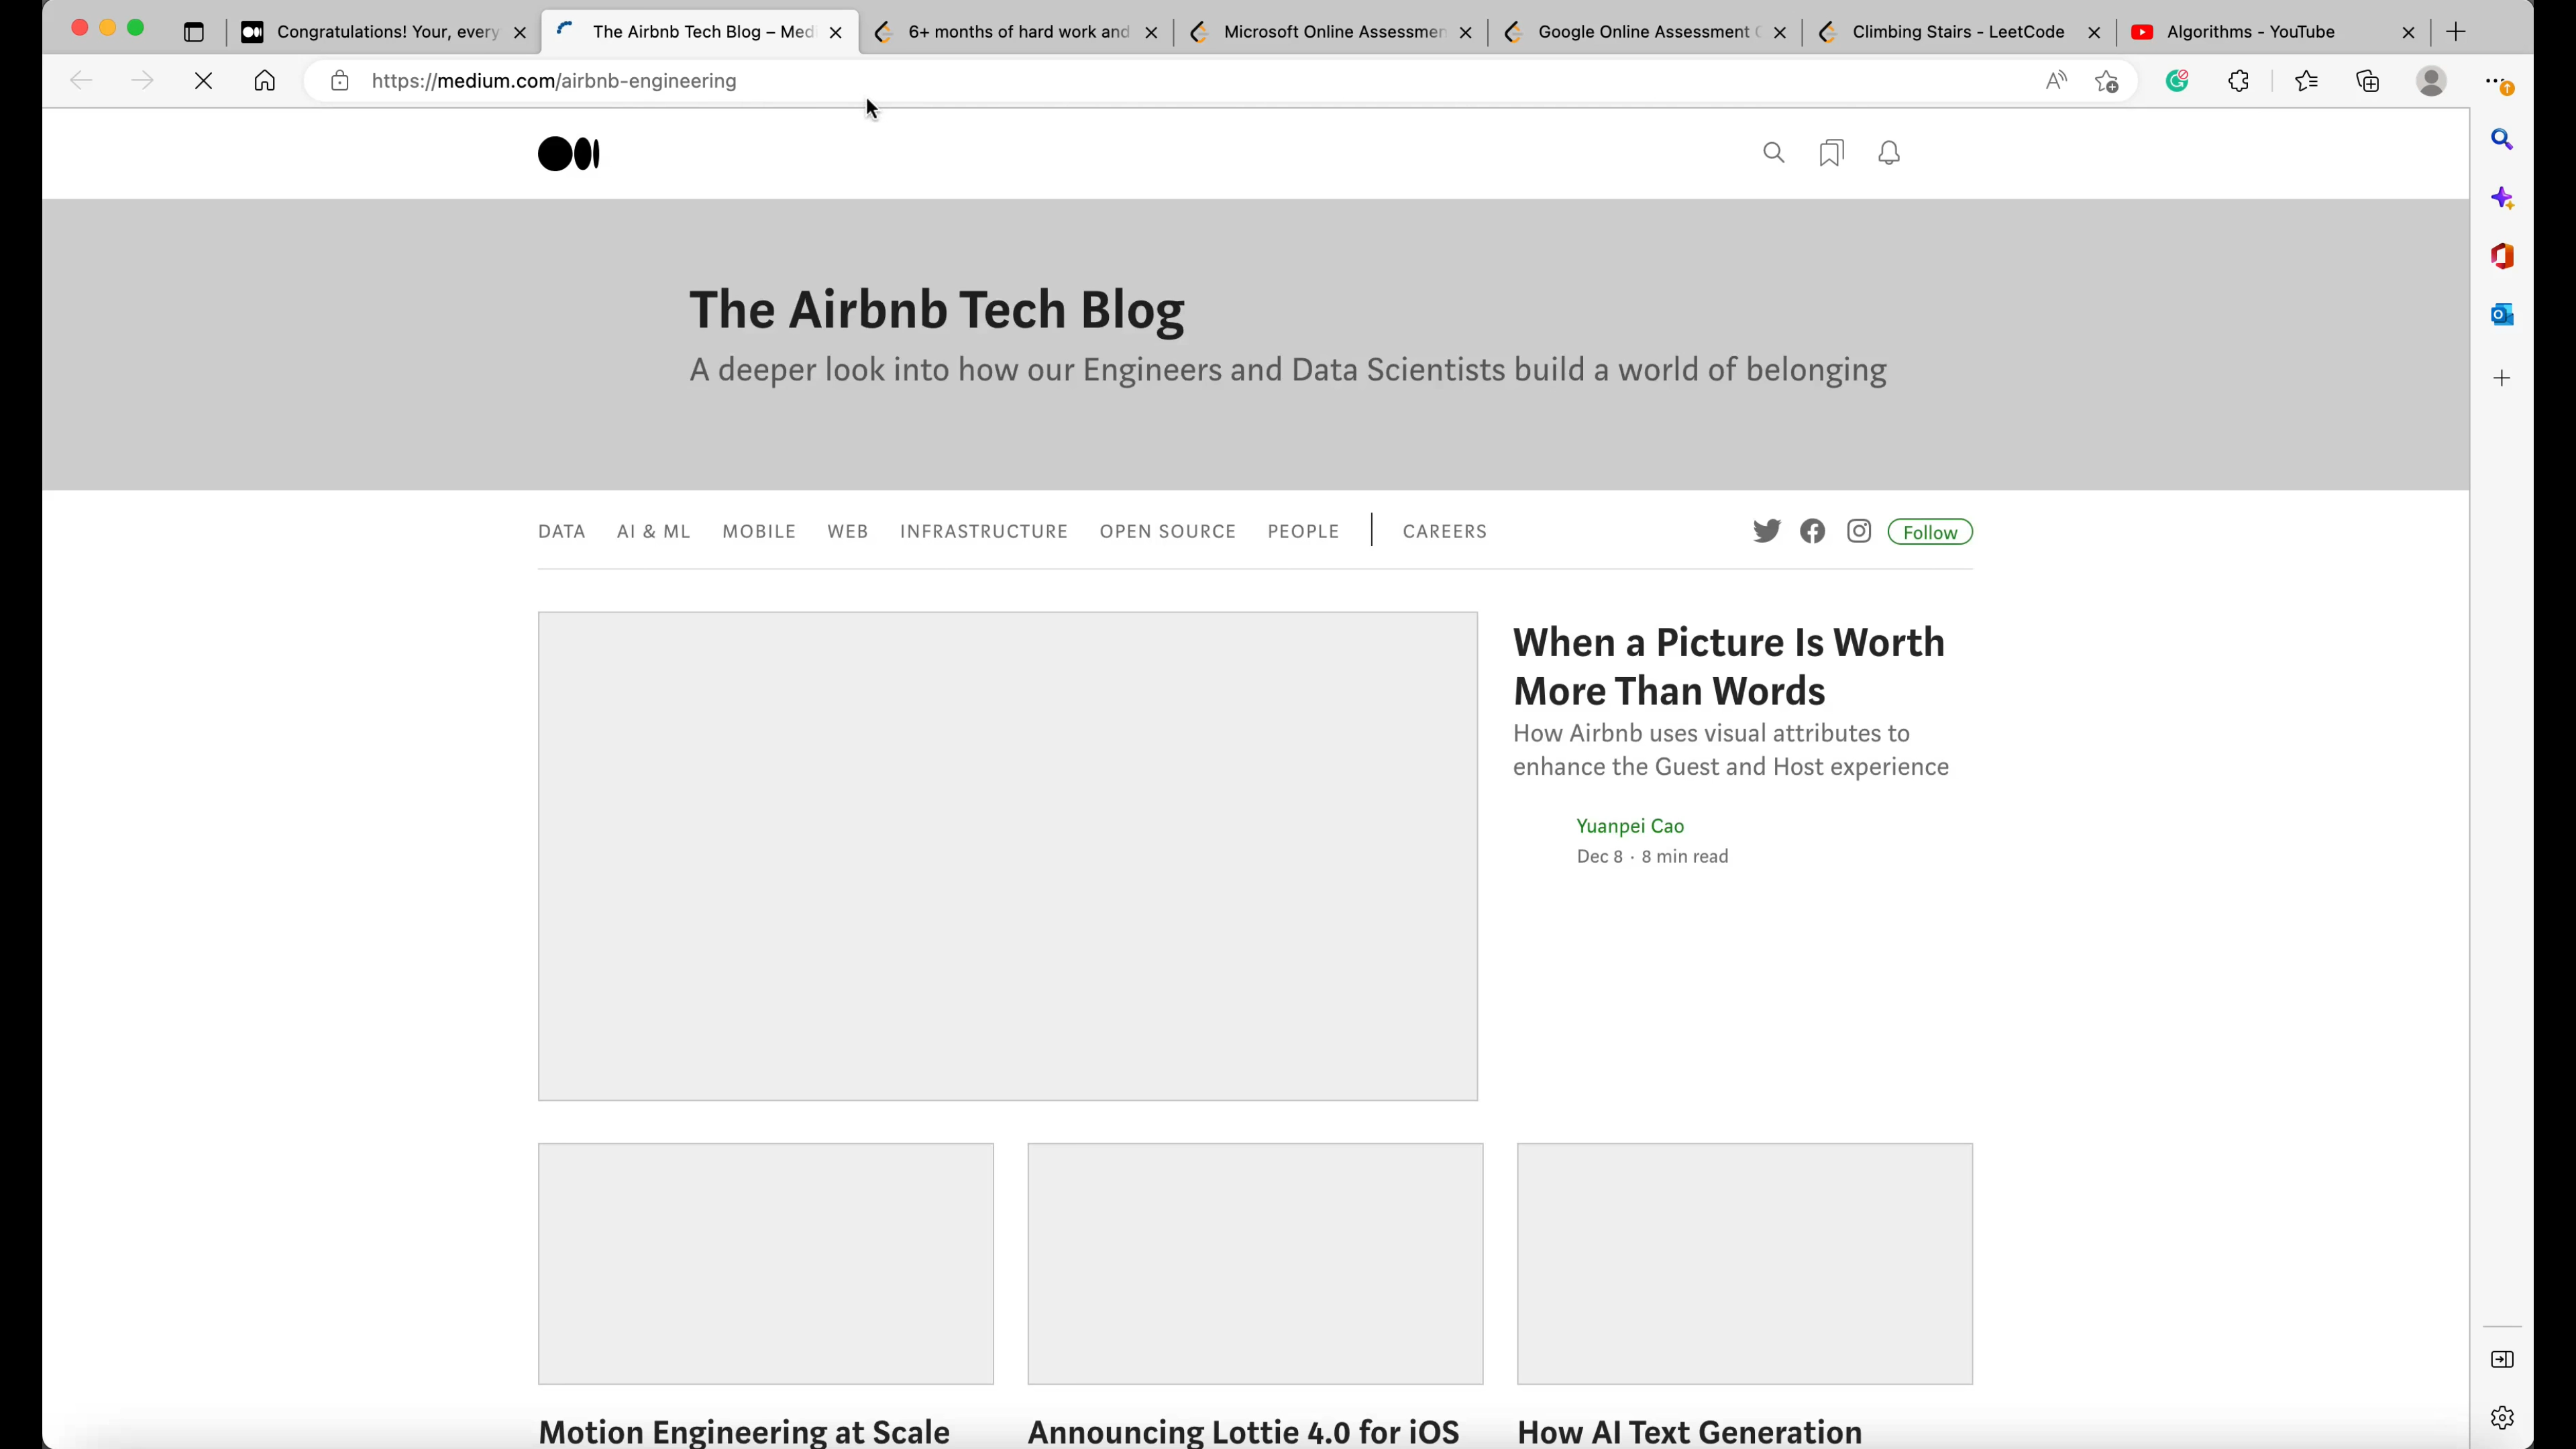 Congratulations! Your, every
The Airbnb Tech Blog – Medi
6+ months of hard work and
Microsoft Online Assessmen
Google Online Assessment
Climbing Stairs - LeetCode
Algorithms - YouTube
https://medium.com/airbnb-engineering
The Airbnb Tech Blog
A deeper look into how our Engineers and Data Scientists build a world of belonging
DATA AI & ML MOBILE WEB INFRASTRUCTURE OPEN SOURCE PEOPLE CAREERS
Follow
When a Picture Is Worth
More Than Words
How Airbnb uses visual attributes to
enhance the Guest and Host experience
Yuanpei Cao
Dec 8 · 8 min read
Motion Engineering at Scale
Announcing Lottie 4.0 for iOS
How AI Text Generation